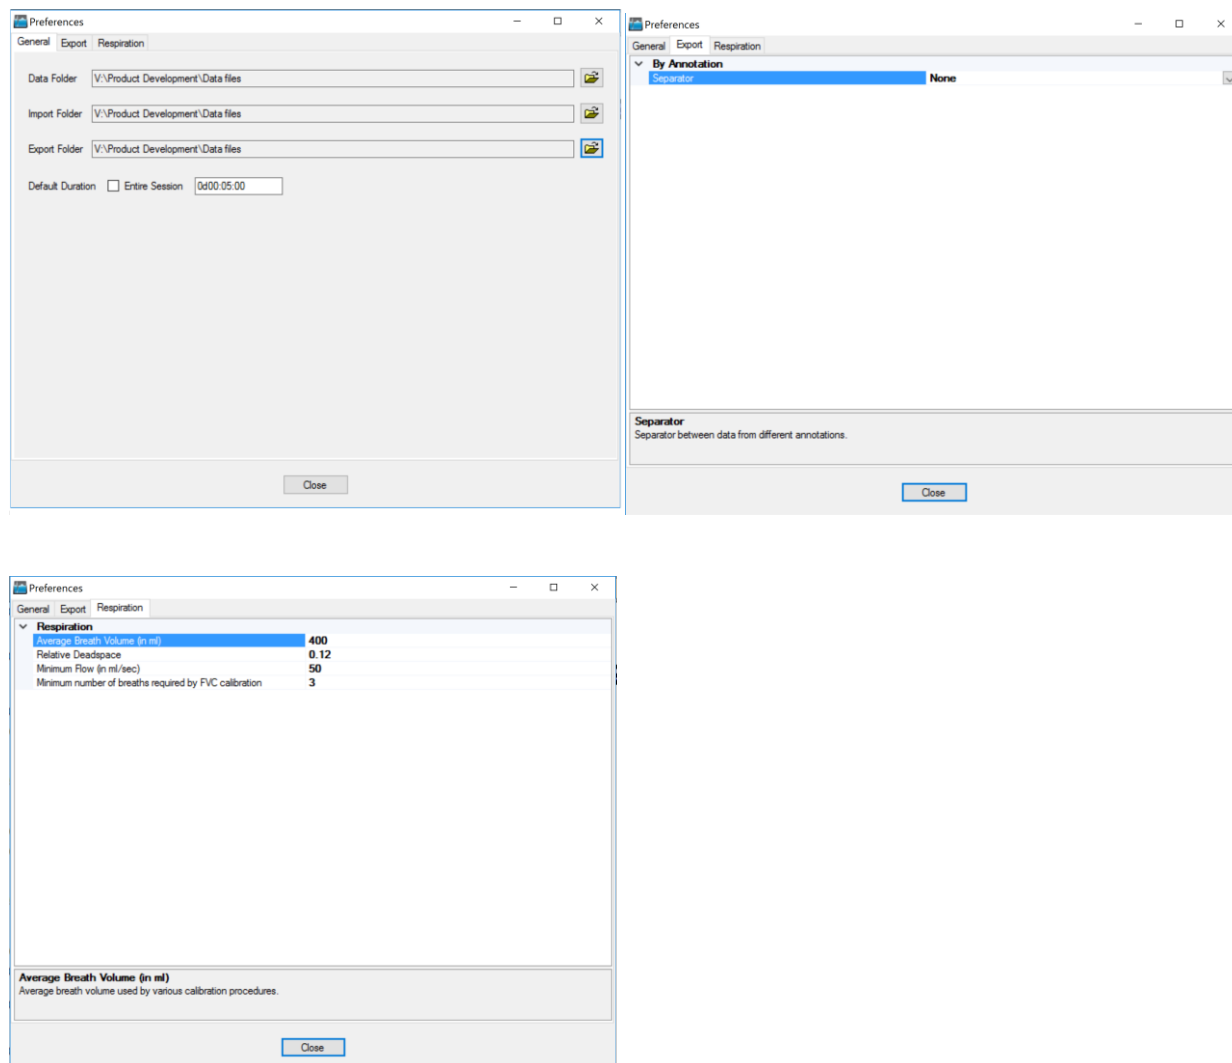 Preferences
General Export Respiration
Data Folder V:\Product Development\Data files
Import Folder V:\Product Development\Data files
Export Folder V:\Product Development\Data files
Default Duration Entire Session 0d00:05:00
Close
Preferences
General Export Respiration
By Annotation
Separator None
Separator
Separator between data from different annotations.
Close
Preferences
General Export Respiration
Respiration
Average Breath Volume (in ml) 400
Relative Deadspace 0.12
Minimum Flow (in ml/sec) 50
Minimum number of breaths required by FVC calibration 3
Average Breath Volume (in ml)
Average breath volume used by various calibration procedures.
Close